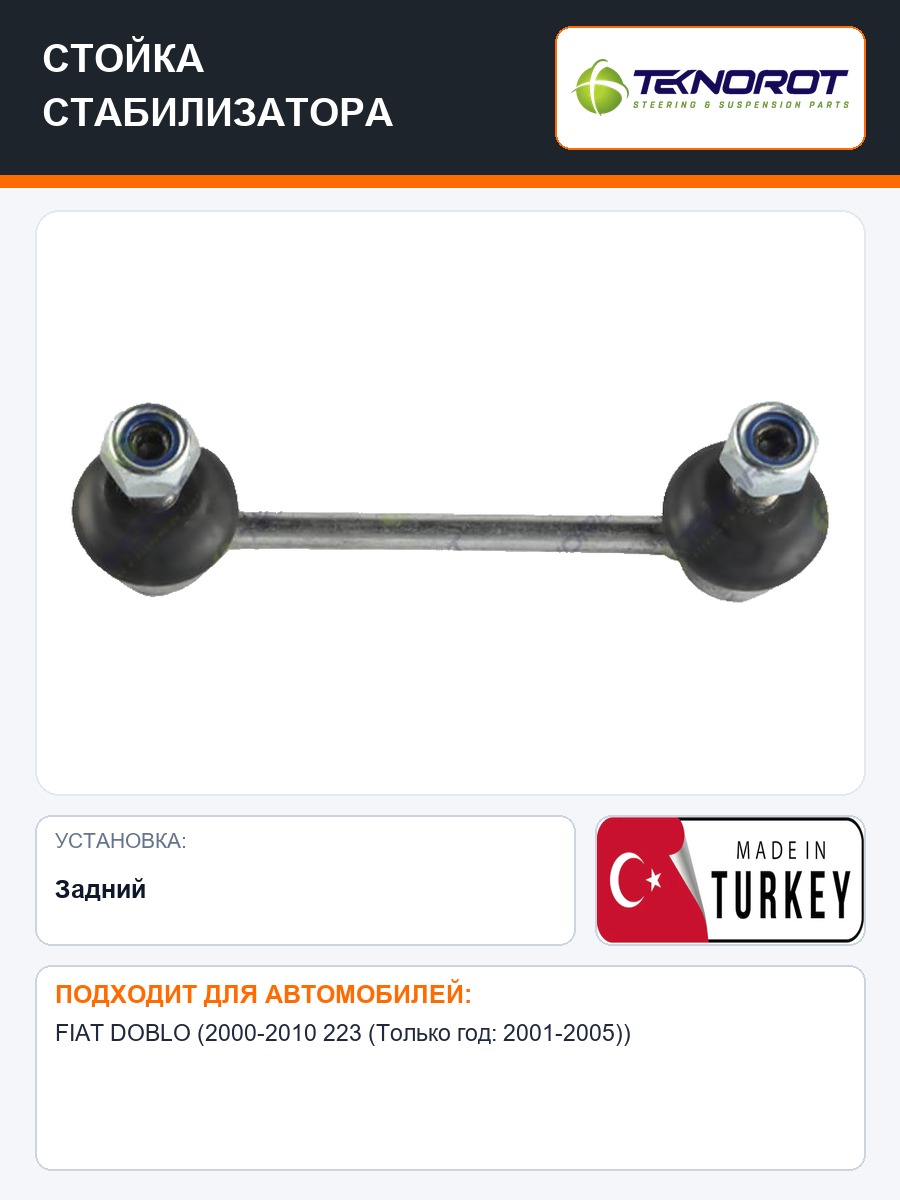 СТОЙКА
СТАБИЛИЗАТОРА
TEKNOROT
STEERING & SUSPENSION PARTS
УСТАНОВКА:
Задний
MADE IN
TURKEY
ПОДХОДИТ ДЛЯ АВТОМОБИЛЕЙ:
FIAT DOBLO (2000-2010 223 (Только год: 2001-2005))